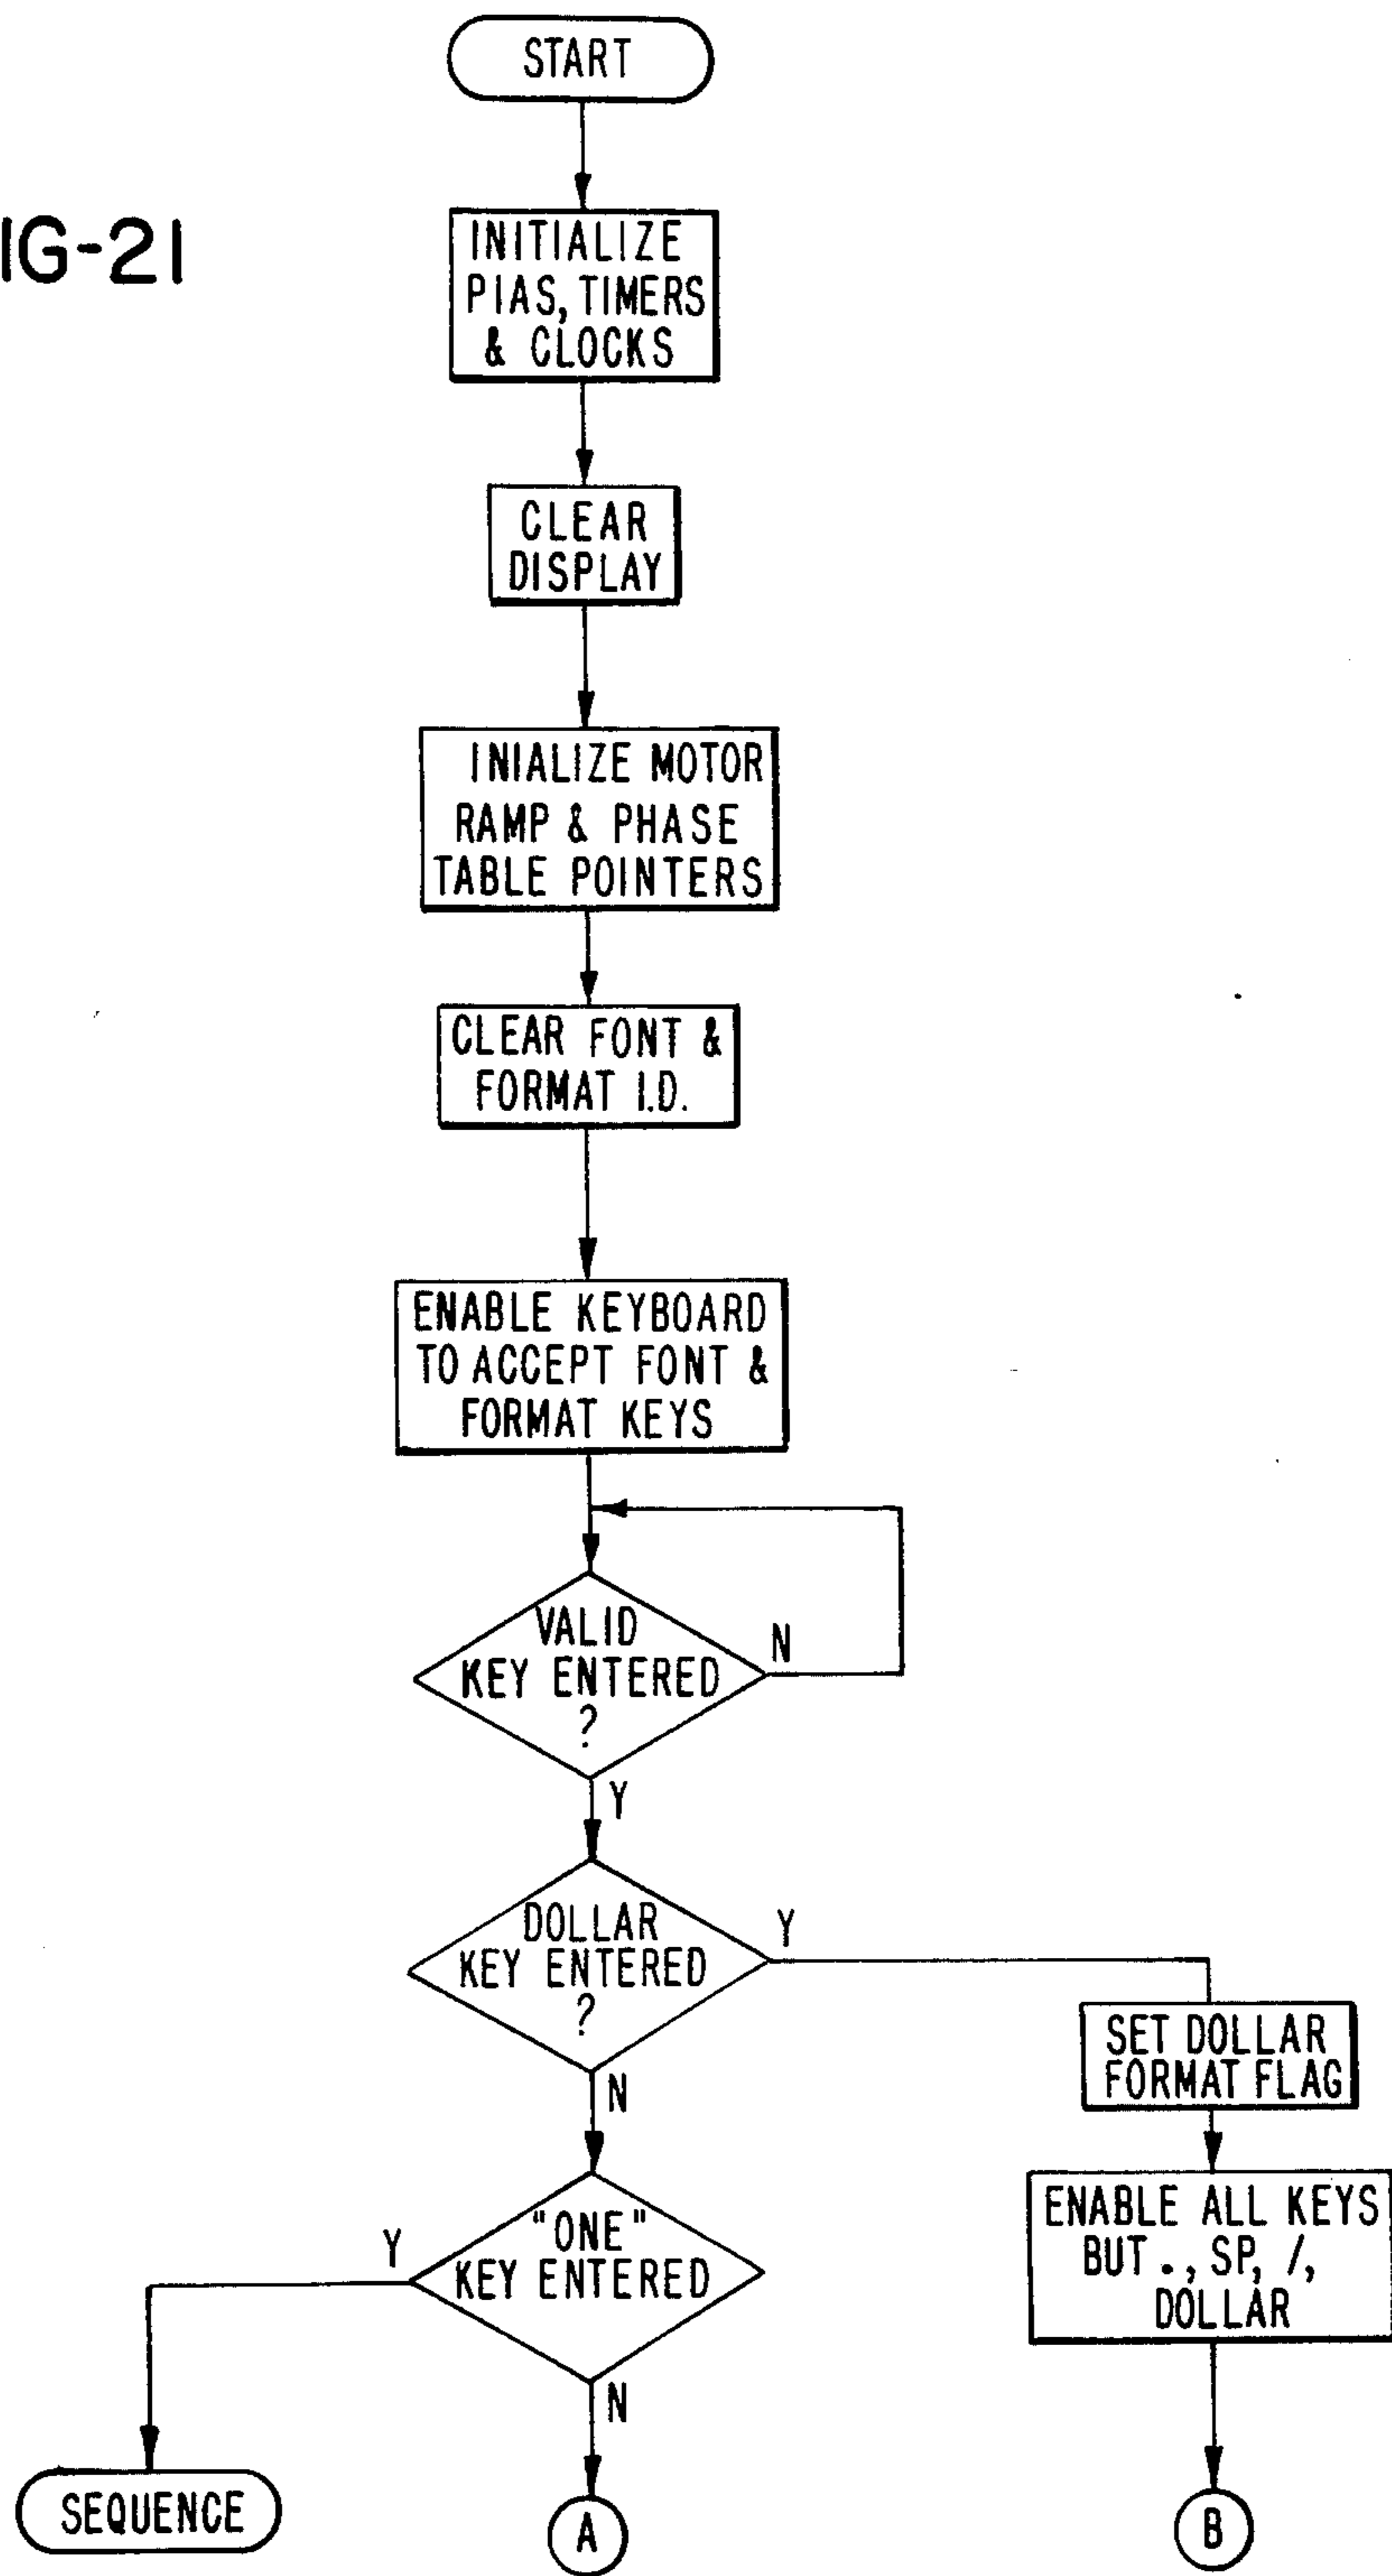 START
IG-21
INITIALIZE
PIAS, TIMERS
& CLOCKS
CLEAR
DISPLAY
INIALIZE MOTOR
RAMP & PHASE
TABLE POINTERS
CLEAR FONT &
FORMAT I.D.
ENABLE KEYBOARD
TO ACCEPT FONT &
FORMAT KEYS
VALID
KEY ENTERED
?
N
Y
DOLLAR
KEY ENTERED
?
Y
N
SET DOLLAR
FORMAT FLAG
"ONE"
KEY ENTERED
Y
N
ENABLE ALL KEYS
BUT ., SP, /,
DOLLAR
SEQUENCE
A
B